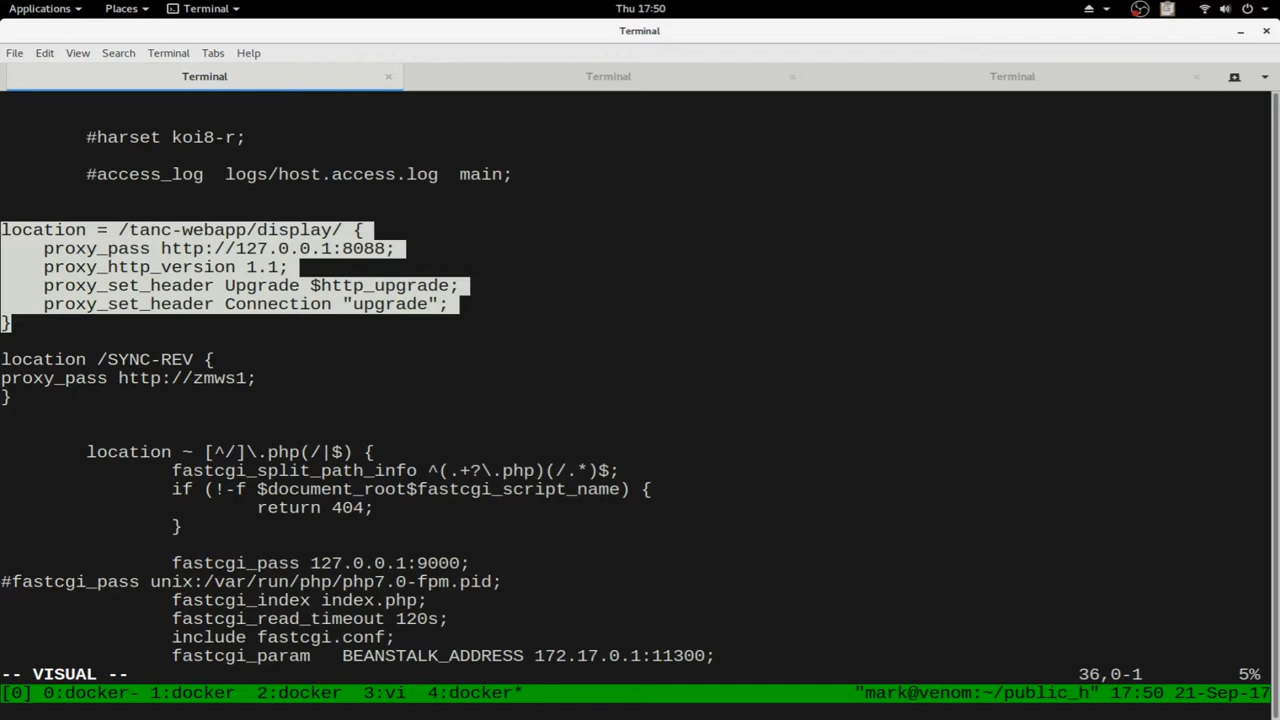 Applications Places Terminal Thu 17:50
Terminal
File Edit View Search Terminal Tabs Help
Terminal Terminal Terminal
#harset koi8-r;
#access_log  logs/host.access.log  main;
location = /tanc-webapp/display/ {
    proxy_pass http://127.0.0.1:8088;
    proxy_http_version 1.1;
    proxy_set_header Upgrade $http_upgrade;
    proxy_set_header Connection "upgrade";
}
location /SYNC-REV {
proxy_pass http://zmws1;
}
        location ~ [^/]\.php(/|$) {
                fastcgi_split_path_info ^(.+?\.php)(/.*)$;
                if (!-f $document_root$fastcgi_script_name) {
                        return 404;
                }
                fastcgi_pass 127.0.0.1:9000;
#fastcgi_pass unix:/var/run/php/php7.0-fpm.pid;
                fastcgi_index index.php;
                fastcgi_read_timeout 120s;
                include fastcgi.conf;
                fastcgi_param   BEANSTALK_ADDRESS 172.17.0.1:11300;
-- VISUAL -- 36,0-1 5%
[0] 0:docker- 1:docker  2:docker  3:vi  4:docker* "mark@venom:~/public_h" 17:50 21-Sep-17